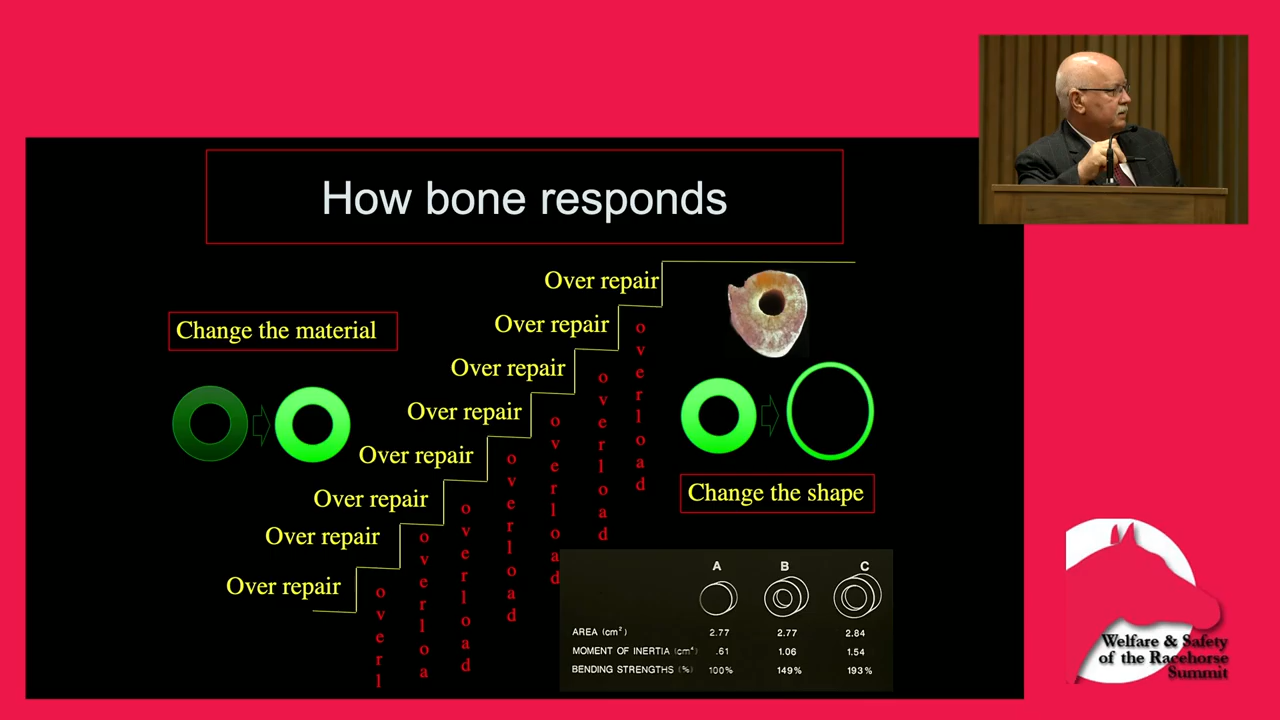 How bone responds
Over repair
Over repair
Change the material
Over repair
Over repair
Over repair
Over repair
Over repair
Over repair
overload
overload
overload
overload
overload
overload
overloa
overl
Change the shape
A B C
AREA (cm²) 2.77 2.77 2.84
MOMENT OF INERTIA (cm⁴) .61 1.06 1.54
BENDING STRENGTHS (%) 100% 149% 193%
Welfare & Safety
of the Racehorse
Summit